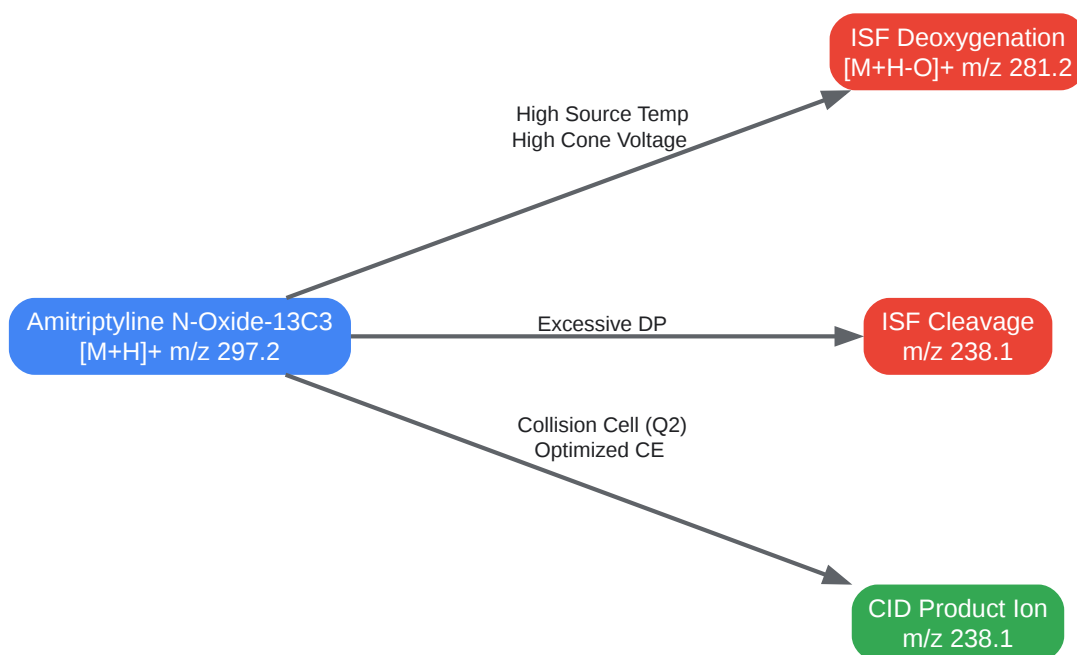 ISF Deoxygenation
[M+H-O]+ m/z 281.2
High Source Temp
High Cone Voltage
Amitriptyline N-Oxide-13C3
[M+H]+ m/z 297.2
Excessive DP
ISF Cleavage
m/z 238.1
Collision Cell (Q2)
Optimized CE
CID Product Ion
m/z 238.1